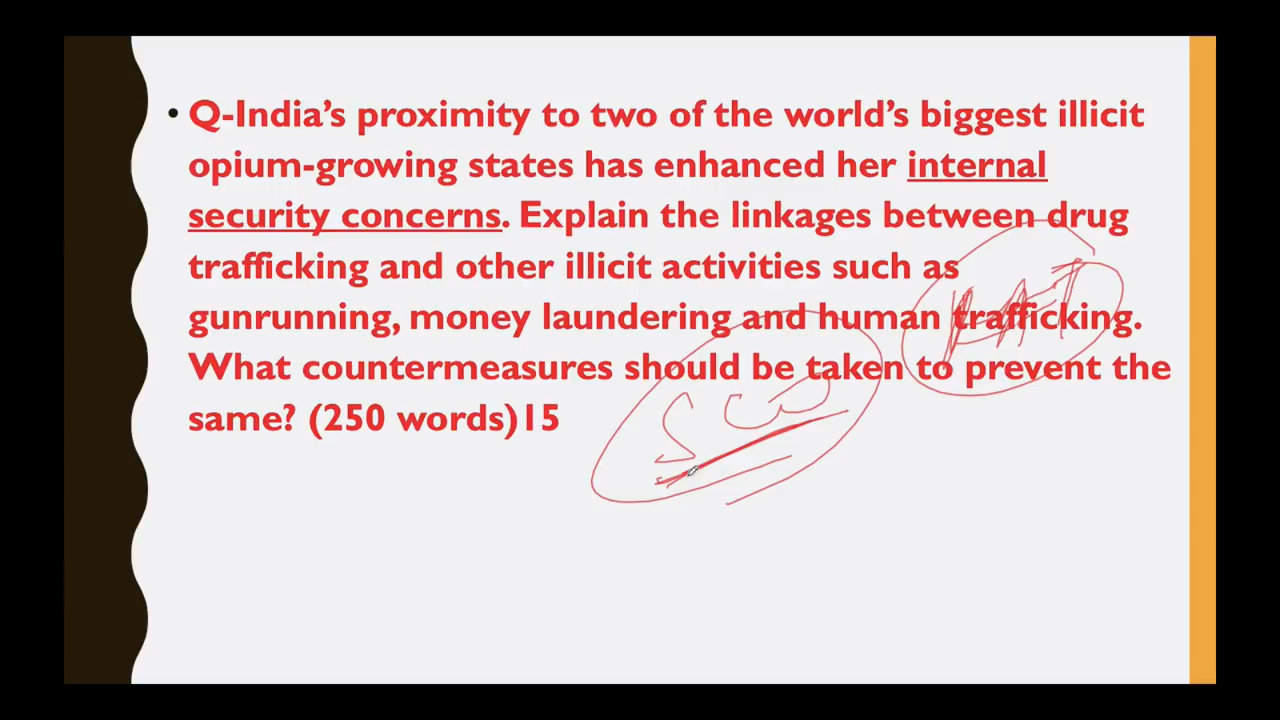 • Q-India's proximity to two of the world's biggest illicit
opium-growing states has enhanced her internal
security concerns. Explain the linkages between drug
trafficking and other illicit activities such as
gunrunning, money laundering and human trafficking.
What countermeasures should be taken to prevent the
same? (250 words)15